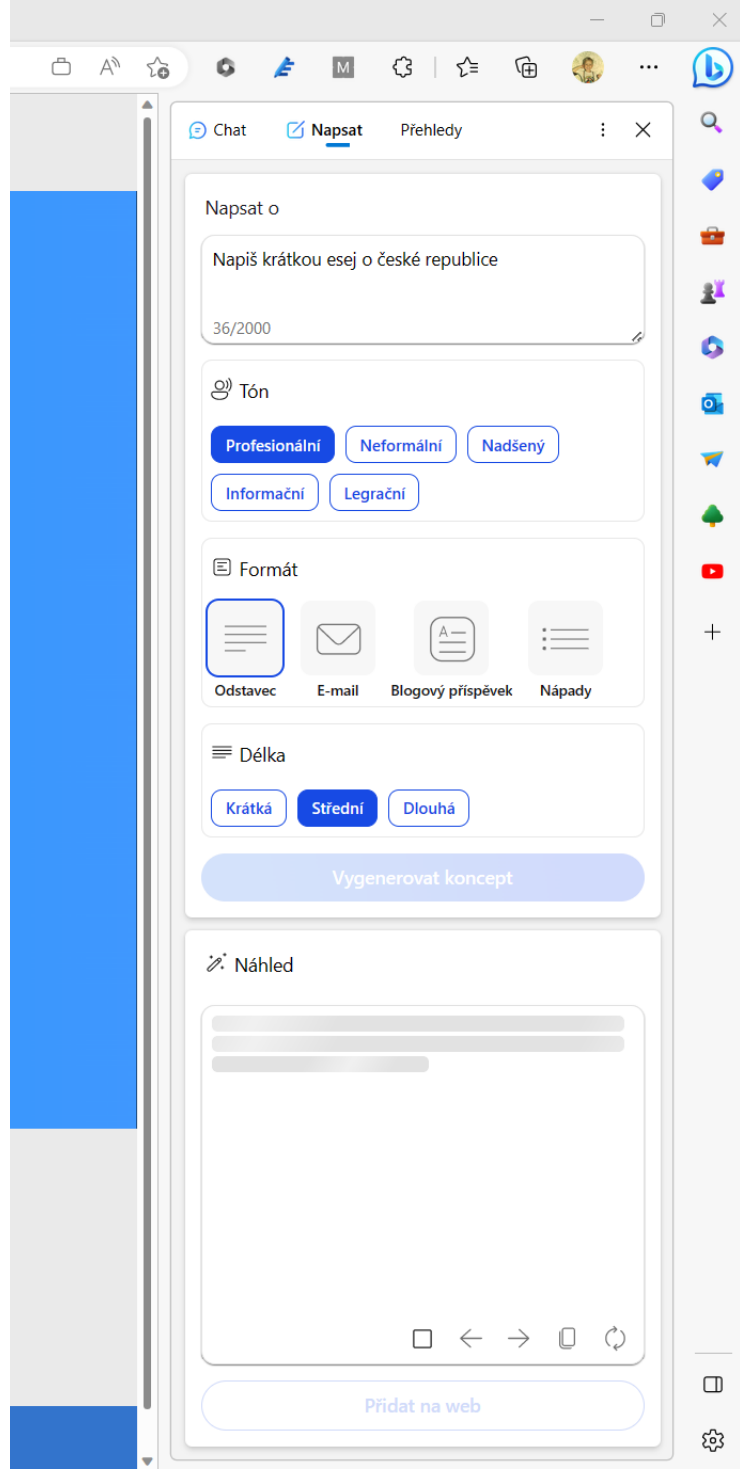 A
M
Chat Napsat Přehledy
Napsat o
Napiš krátkou esej o české republice
36/2000
Tón
Profesionální Neformální Nadšený
Informační Legrační
Formát
A
Odstavec E-mail Blogový příspěvek Nápady
Délka
Krátká Střední Dlouhá
Vygenerovat koncept
Náhled
Přidat na web